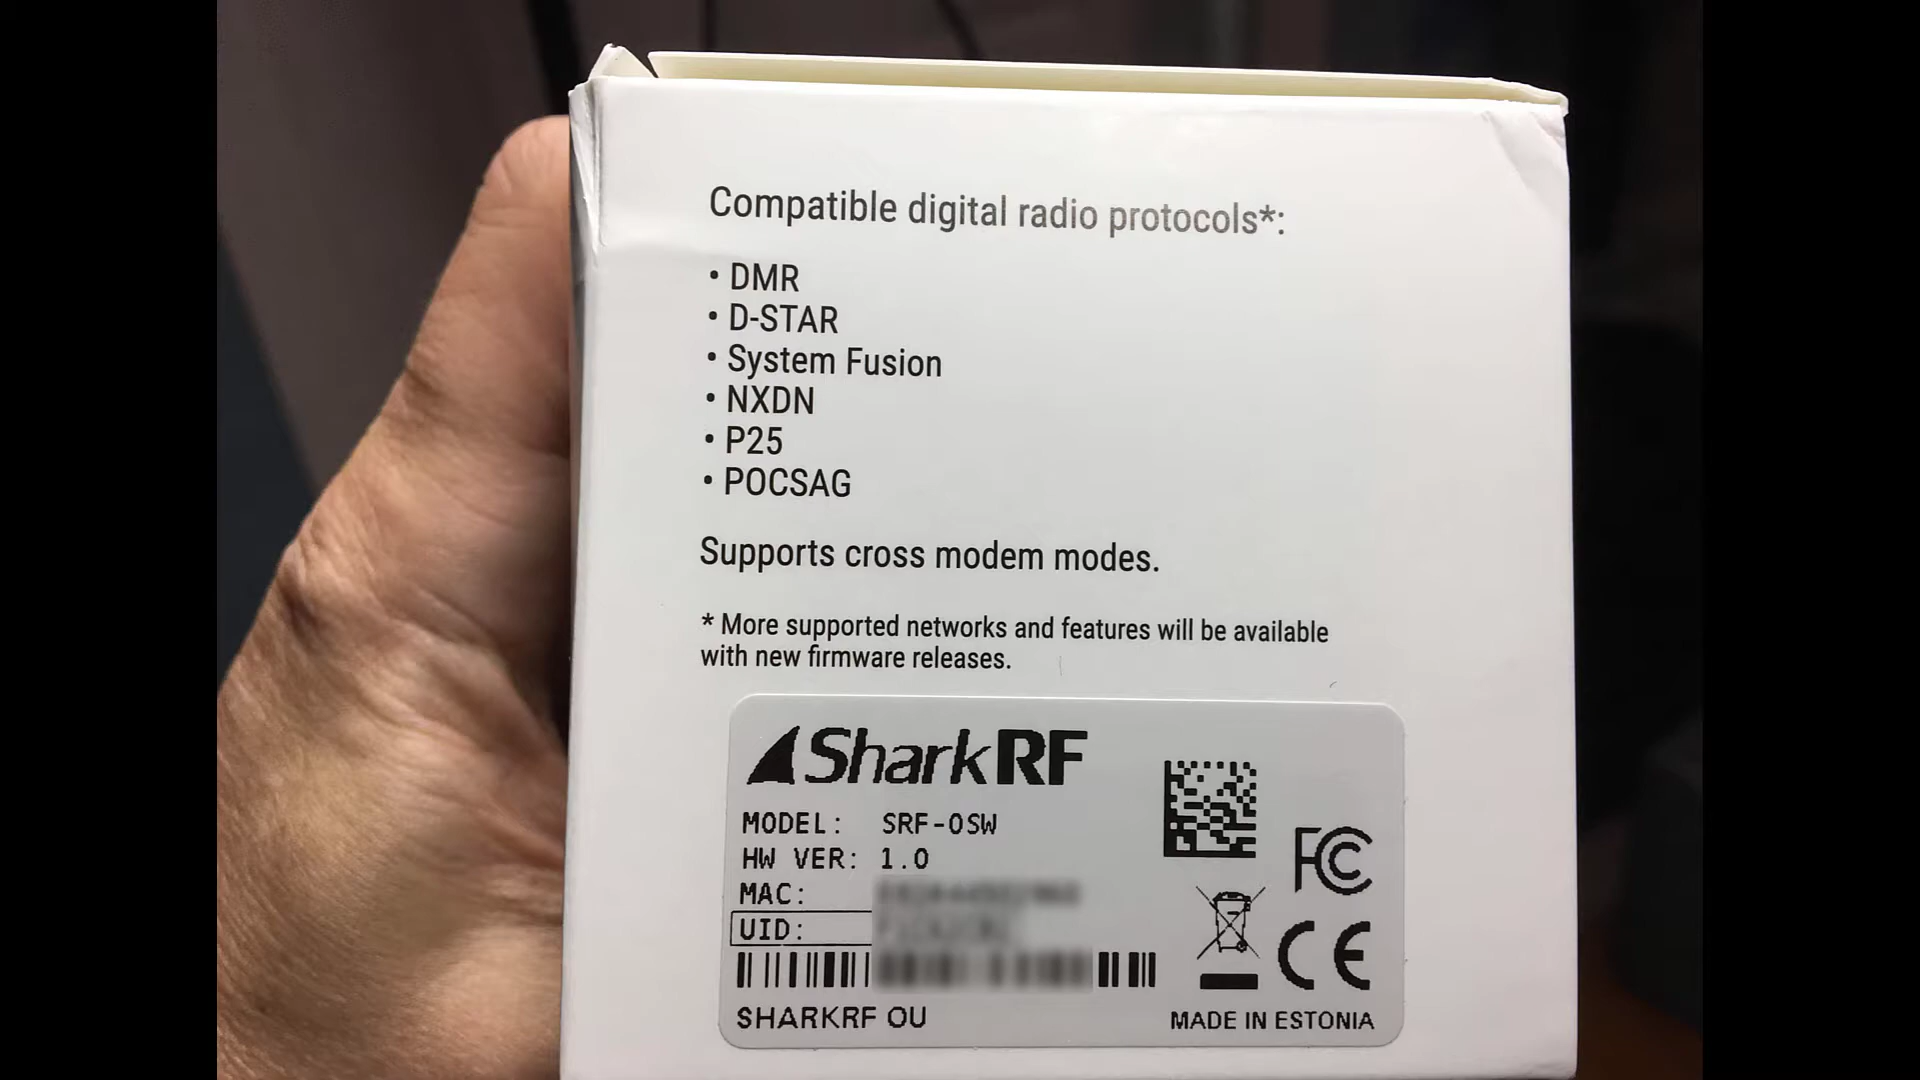 Compatible digital radio protocols*:
• DMR
• D-STAR
• System Fusion
• NXDN
• P25
• POCSAG
Supports cross modem modes.
* More supported networks and features will be available
with new firmware releases.
SharkRF
MODEL: SRF-OSW
HW VER: 1.0
MAC:
UID:
FC
CE
SHARKRF OU
MADE IN ESTONIA